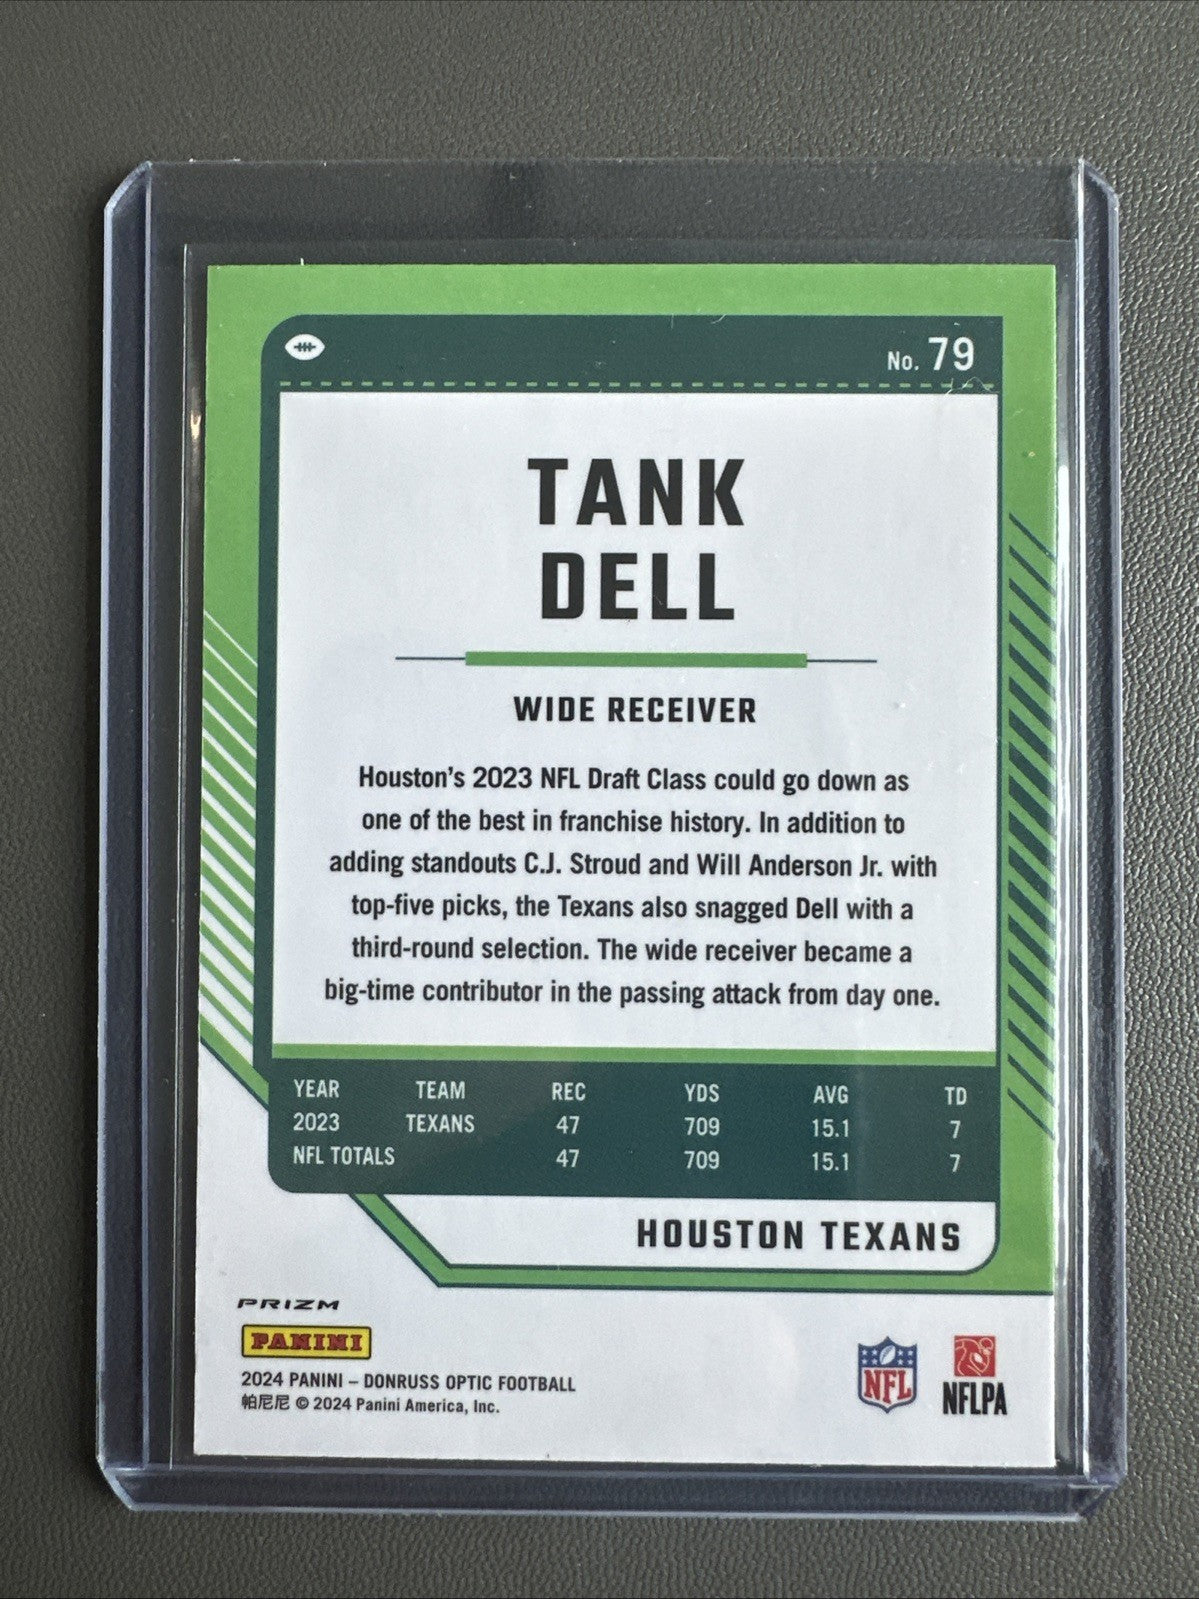 No. 79
TANK
DELL
WIDE RECEIVER
Houston's 2023 NFL Draft Class could go down as
one of the best in franchise history. In addition to
adding standouts C.J. Stroud and Will Anderson Jr. with
top-five picks, the Texans also snagged Dell with a
third-round selection. The wide receiver became a
big-time contributor in the passing attack from day one.
YEAR TEAM REC YDS AVG TD
2023 TEXANS 47 709 15.1 7
NFL TOTALS 47 709 15.1 7
HOUSTON TEXANS
PRIZM
PANINI
2024 PANINI – DONRUSS OPTIC FOOTBALL
帕尼尼 © 2024 Panini America, Inc.
NFL
NFLPA